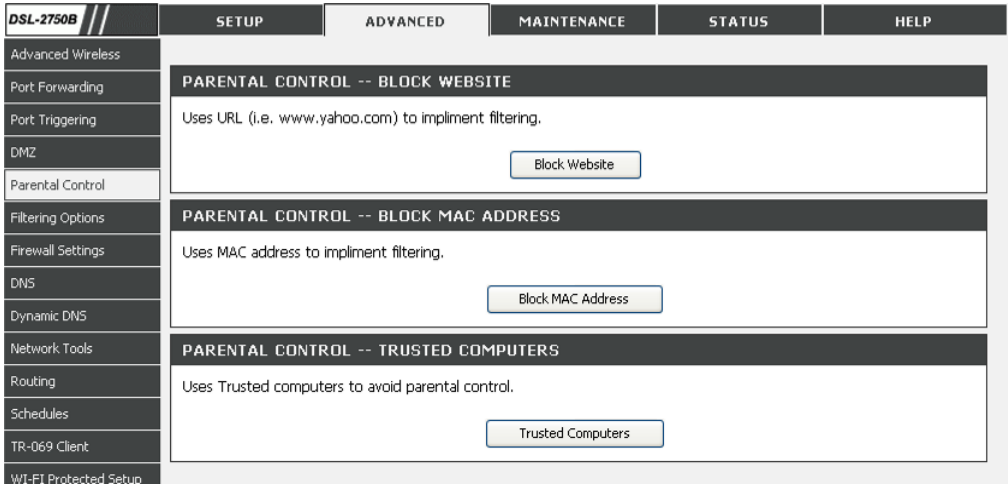 DSL-2750B
SETUP
ADVANCED
MAINTENANCE
STATUS
HELP
Advanced Wireless
Port Forwarding
Port Triggering
DMZ
Parental Control
Filtering Options
Firewall Settings
DNS
Dynamic DNS
Network Tools
Routing
Schedules
TR-069 Client
WI-FI Protected Setup
PARENTAL CONTROL -- BLOCK WEBSITE
Uses URL (i.e. www.yahoo.com) to impliment filtering.
Block Website
PARENTAL CONTROL -- BLOCK MAC ADDRESS
Uses MAC address to impliment filtering.
Block MAC Address
PARENTAL CONTROL -- TRUSTED COMPUTERS
Uses Trusted computers to avoid parental control.
Trusted Computers